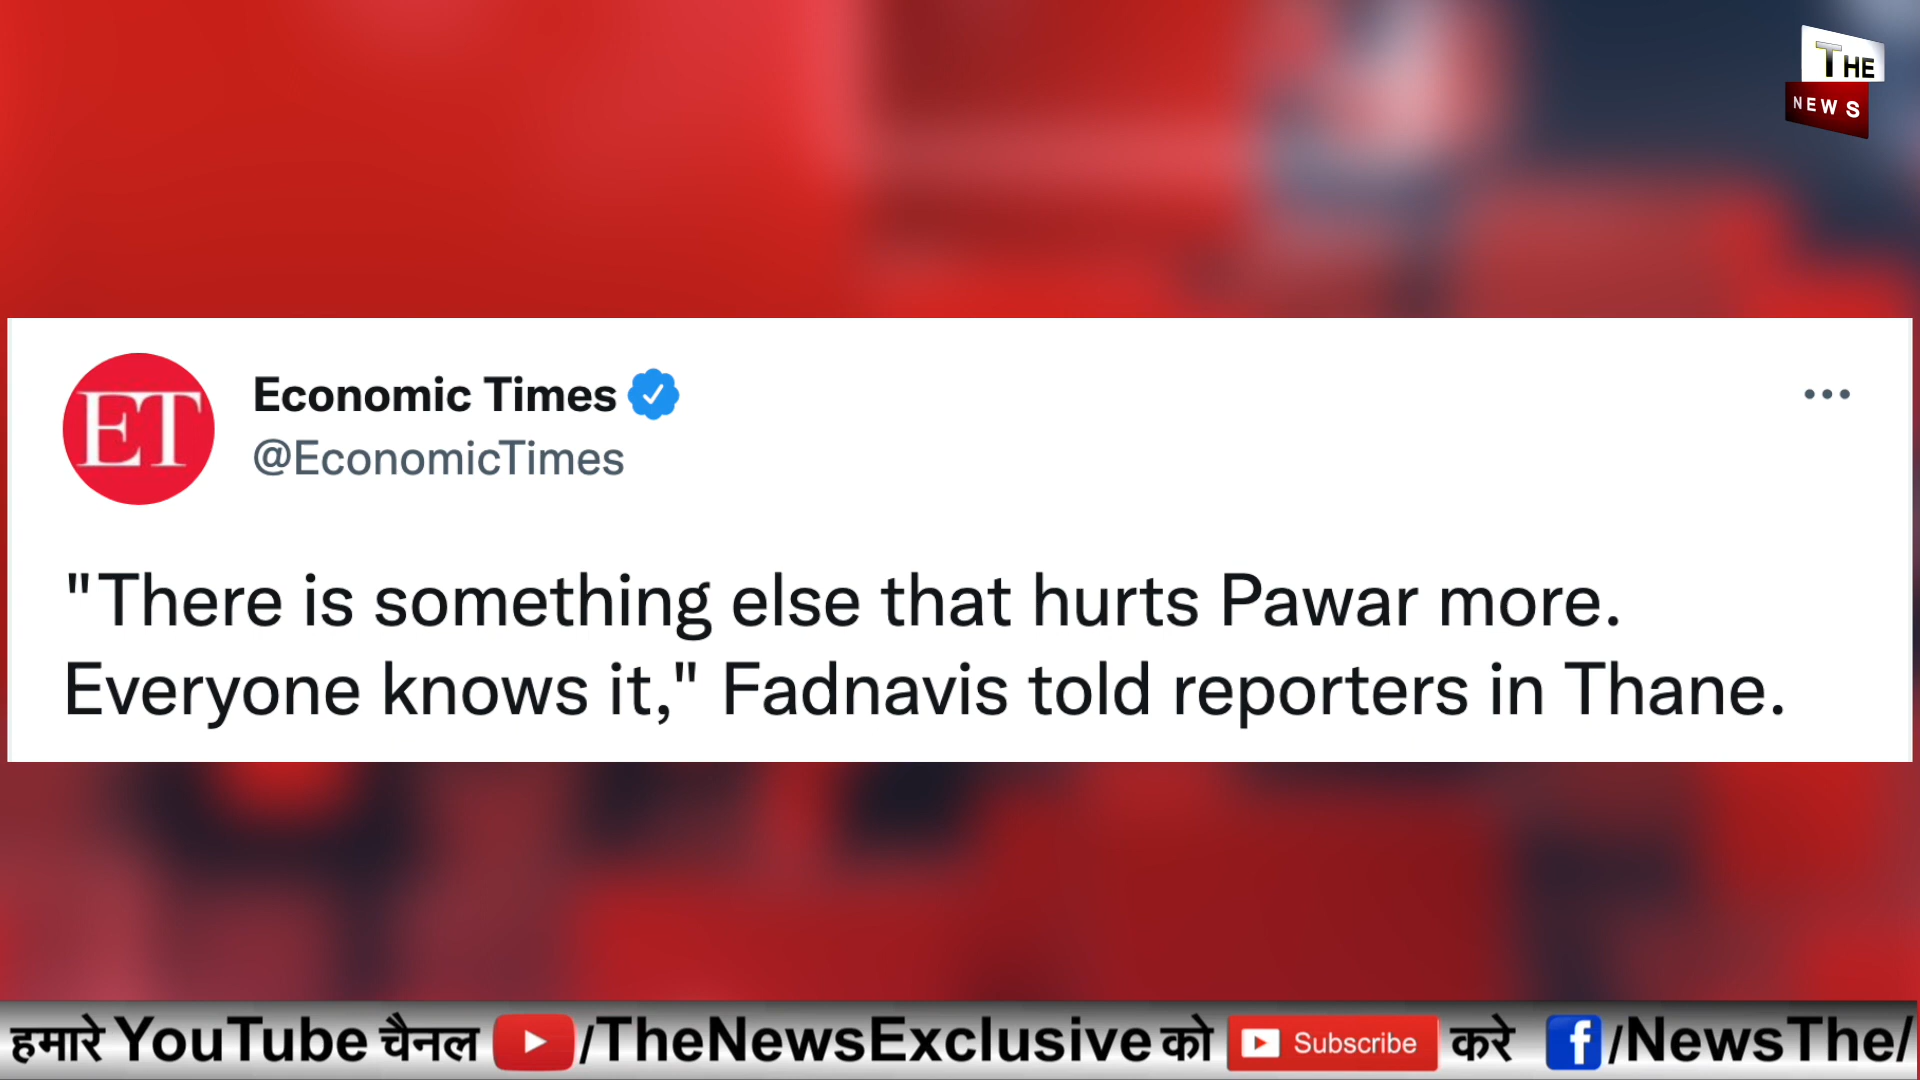 THE
NEWS
ET
Economic Times
@EconomicTimes
"There is something else that hurts Pawar more.
Everyone knows it," Fadnavis told reporters in Thane.
हमारे YouTube चैनल /TheNewsExclusive को Subscribe करे f/NewsThe/